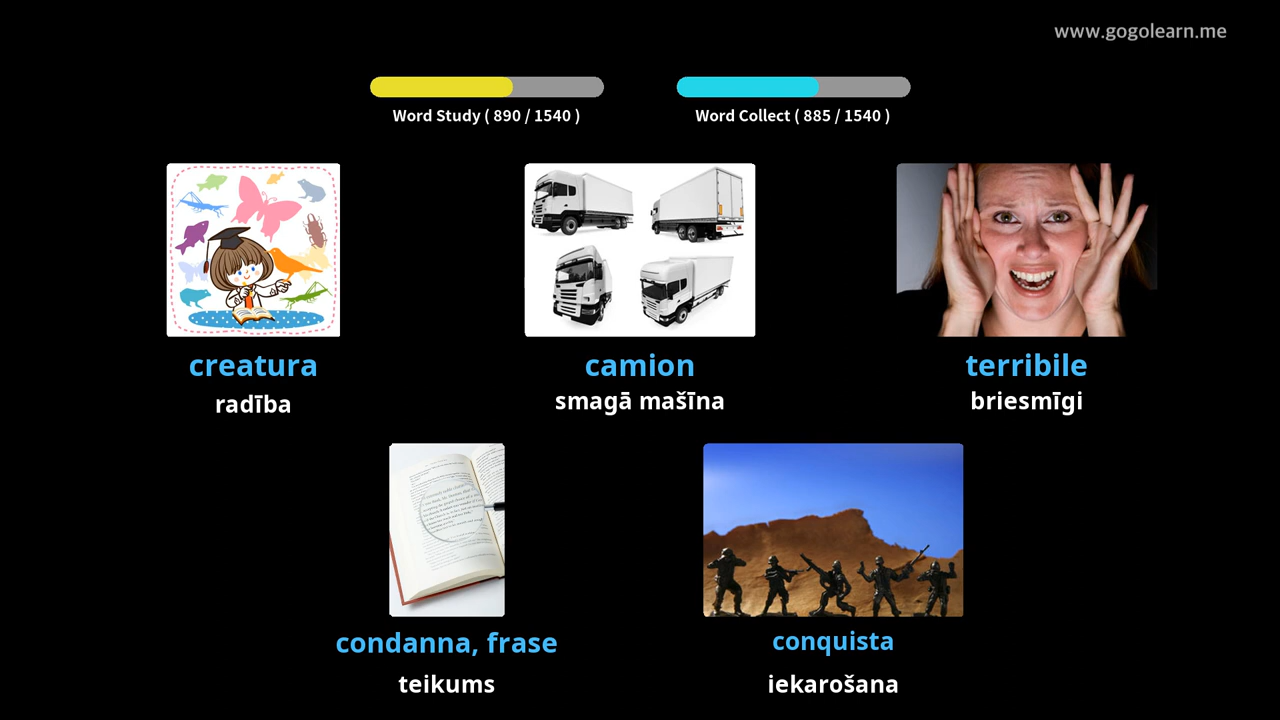 www.gogolearn.me
Word Study ( 890 / 1540 )
Word Collect ( 885 / 1540 )
creatura
radība
camion
smagā mašīna
terribile
briesmīgi
condanna, frase
teikums
conquista
iekarošana